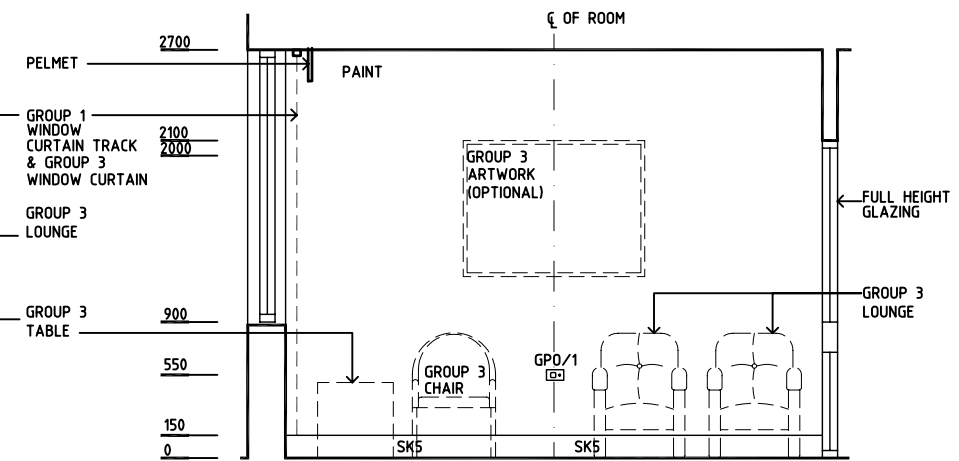 ℄ OF ROOM
2700
PELMET
PAINT
GROUP 1
WINDOW
CURTAIN TRACK
& GROUP 3
WINDOW CURTAIN
2100
2000
GROUP 3
ARTWORK
(OPTIONAL)
FULL HEIGHT
GLAZING
GROUP 3
LOUNGE
GROUP 3
TABLE
900
GROUP 3
LOUNGE
550
GPO/1
GROUP 3
CHAIR
150
0
SK5
SK5